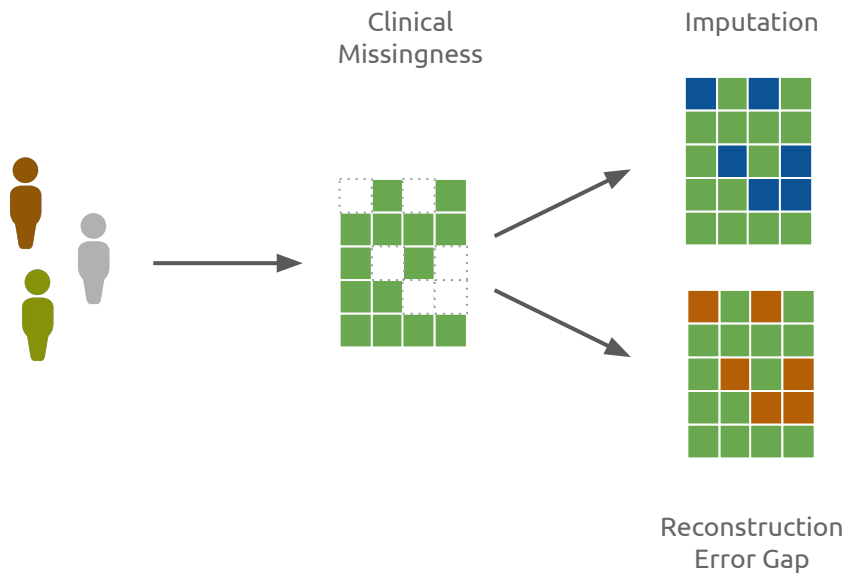 Clinical
Missingness
Imputation
Reconstruction
Error Gap